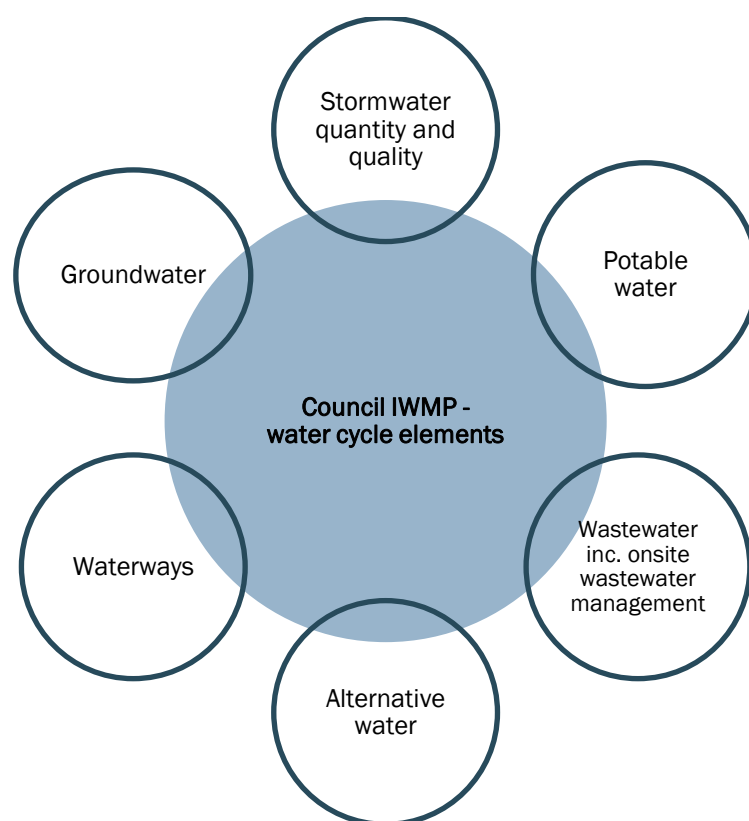 Stormwater
quantity and
quality
Groundwater
Potable
water
Council IWMP -
water cycle elements
Waterways
Wastewater
inc. onsite
wastewater
management
Alternative
water